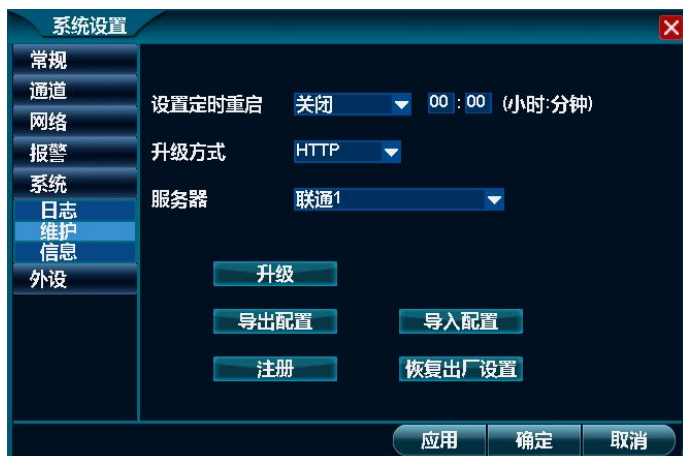 系统设置
常规
通道
网络
报警
系统
日志
维护
信息
外设
设置定时重启 关闭 00 : 00 (小时:分钟)
升级方式 HTTP
服务器 联通1
升级
导出配置 导入配置
注册 恢复出厂设置
应用 确定 取消